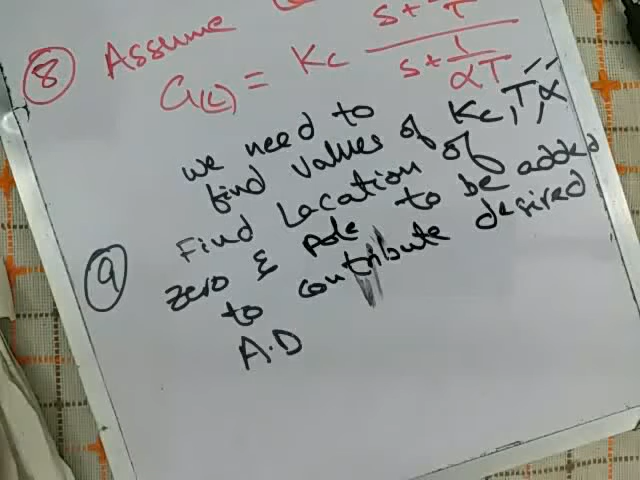 S+ 1/T
⑧ Assume
G(c) = Kc
S+ 1/αT
we need to
find values of Kc, T, α
⑨ Find Location of
zero & pole to be added
to contribute desired
A.D